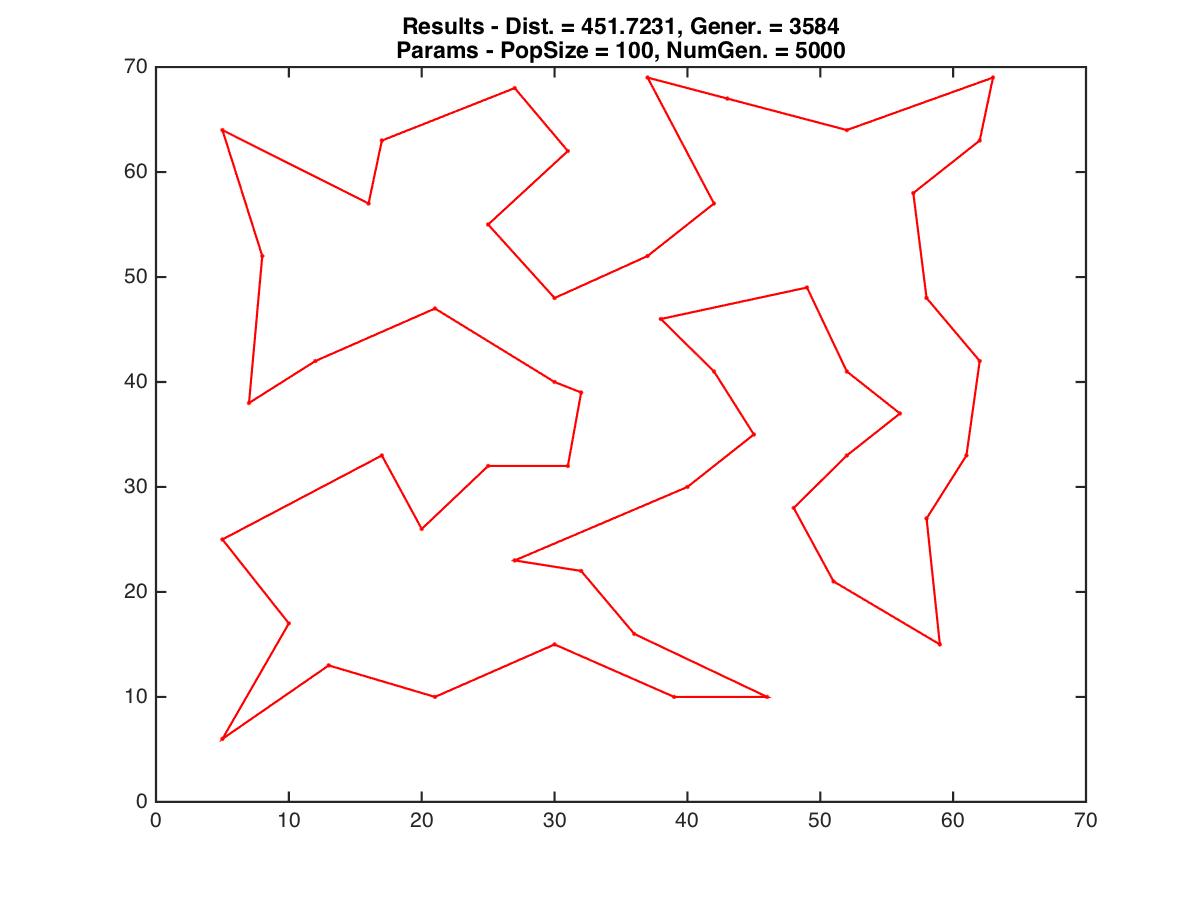 Results - Dist. = 451.7231, Gener. = 3584
Params - PopSize = 100, NumGen. = 5000
70
60
50
40
30
20
10
0
0 10 20 30 40 50 60 70